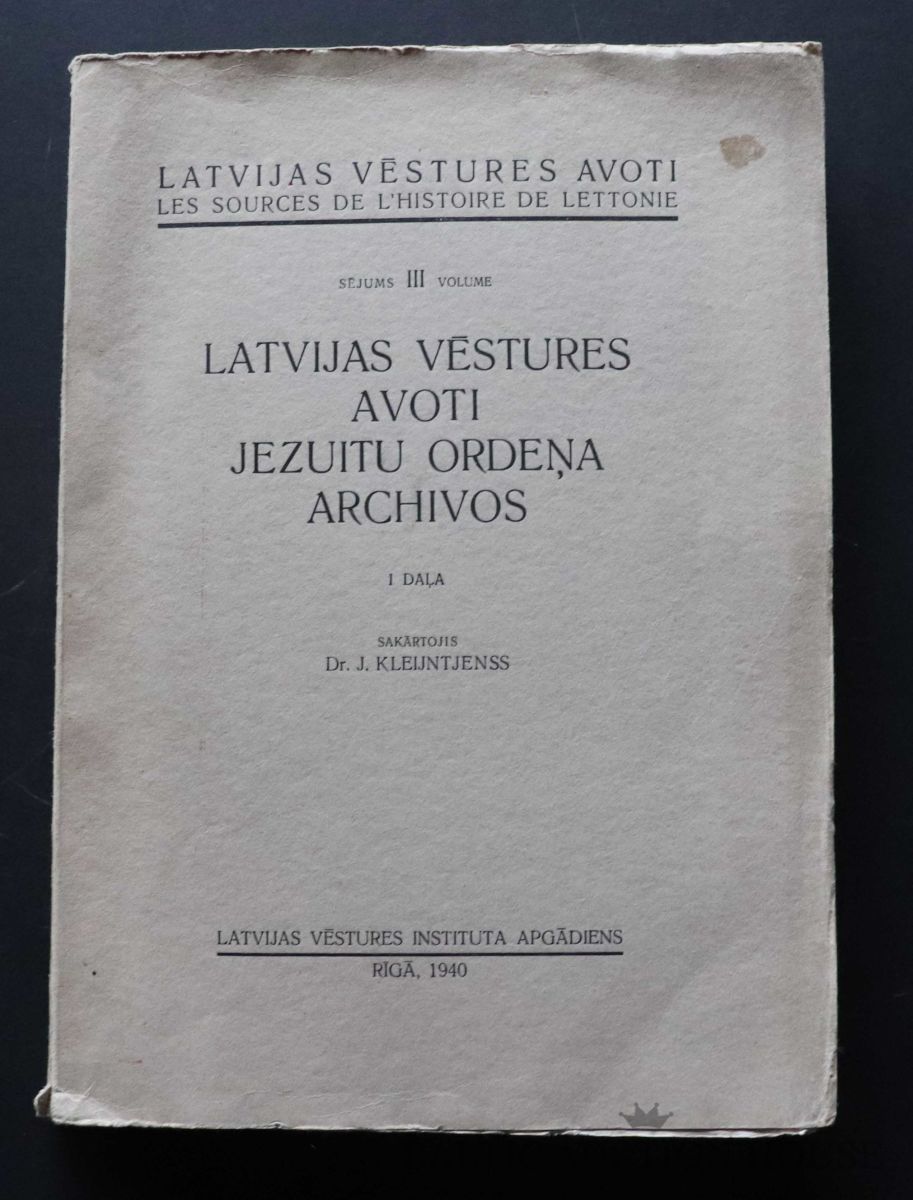 LATVIJAS VĒSTURES AVOTI
LES SOURCES DE L'HISTOIRE DE LETTONIE
SĒJUMS III VOLUME
LATVIJAS VĒSTURES
AVOTI
JEZUITU ORDEŅA
ARCHIVOS
I DAĻA
SAKĀRTOJIS
Dr. J. KLEIJNTJENSS
LATVIJAS VĒSTURES INSTITUTA APGĀDIENS
RĪGĀ, 1940